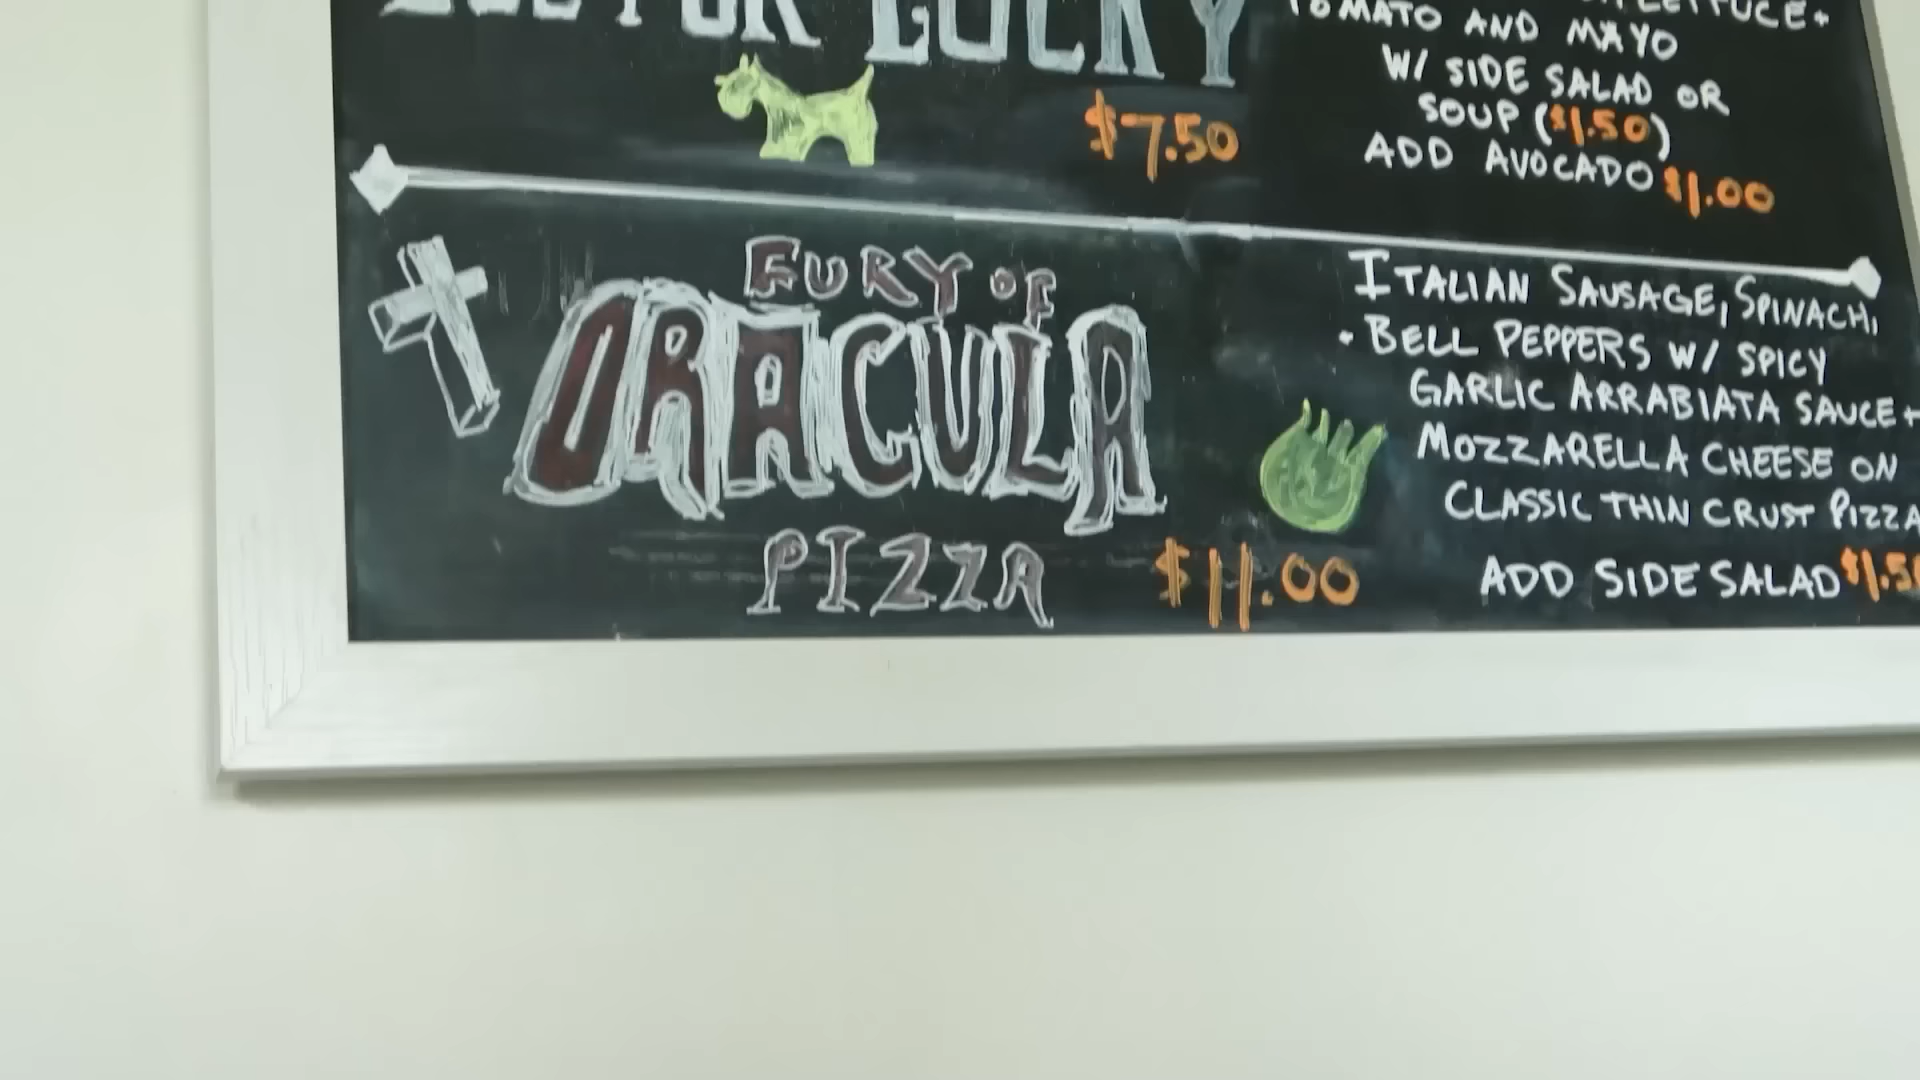 LUCKY
$7.50
LETTUCE +
TOMATO AND MAYO
W/ SIDE SALAD OR
SOUP ($1.50)
ADD AVOCADO $1.00
FURY OF
DRACULA
PIZZA
$11.00
ITALIAN SAUSAGE, SPINACH,
• BELL PEPPERS W/ SPICY
GARLIC ARRABIATA SAUCE +
MOZZARELLA CHEESE ON
CLASSIC THIN CRUST PIZZA
ADD SIDE SALAD $1.50